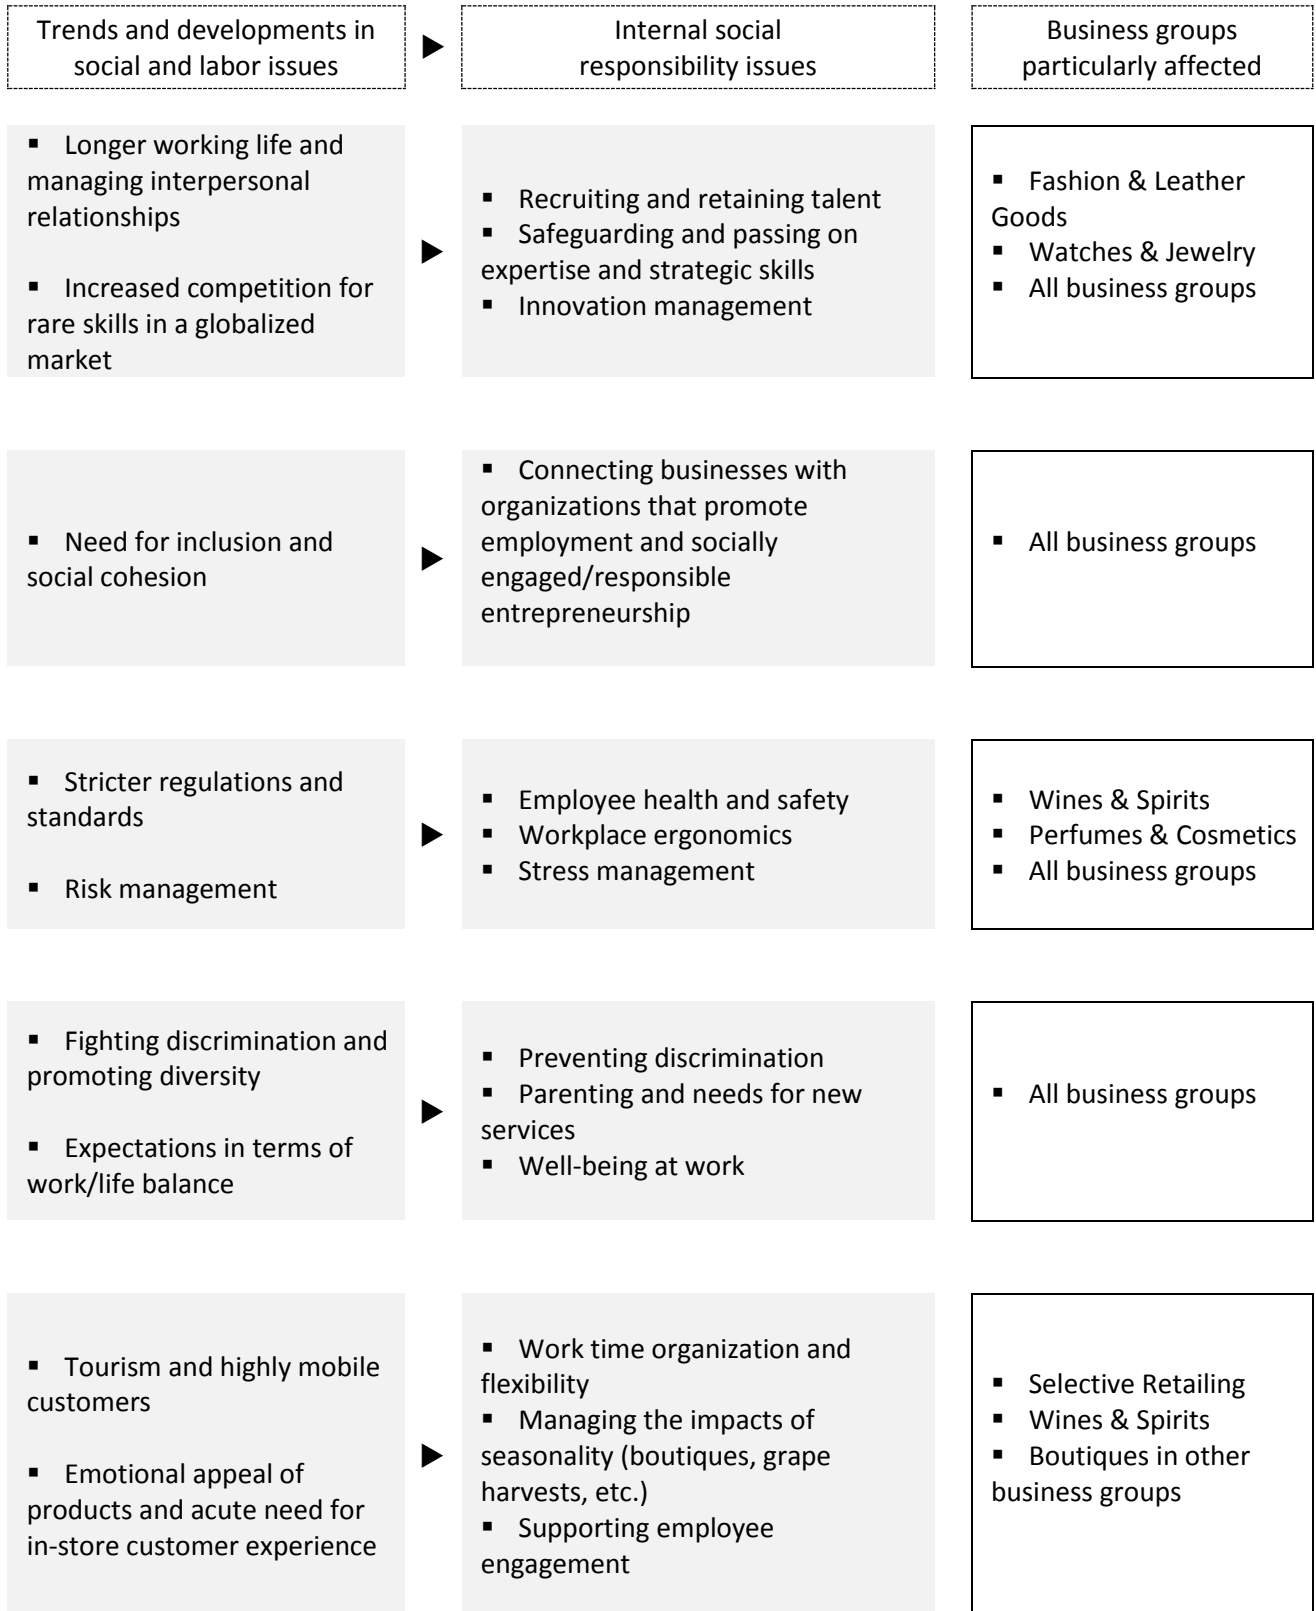 Trends and developments in
social and labor issues
▶
Internal social
responsibility issues
Business groups
particularly affected
▪ Longer working life and
managing interpersonal
relationships
▪ Increased competition for
rare skills in a globalized
market
▶
▪ Recruiting and retaining talent
▪ Safeguarding and passing on
expertise and strategic skills
▪ Innovation management
▪ Fashion & Leather
Goods
▪ Watches & Jewelry
▪ All business groups
▪ Need for inclusion and
social cohesion
▶
▪ Connecting businesses with
organizations that promote
employment and socially
engaged/responsible
entrepreneurship
▪ All business groups
▪ Stricter regulations and
standards
▪ Risk management
▶
▪ Employee health and safety
▪ Workplace ergonomics
▪ Stress management
▪ Wines & Spirits
▪ Perfumes & Cosmetics
▪ All business groups
▪ Fighting discrimination and
promoting diversity
▪ Expectations in terms of
work/life balance
▶
▪ Preventing discrimination
▪ Parenting and needs for new
services
▪ Well-being at work
▪ All business groups
▪ Tourism and highly mobile
customers
▪ Emotional appeal of
products and acute need for
in-store customer experience
▶
▪ Work time organization and
flexibility
▪ Managing the impacts of
seasonality (boutiques, grape
harvests, etc.)
▪ Supporting employee
engagement
▪ Selective Retailing
▪ Wines & Spirits
▪ Boutiques in other
business groups